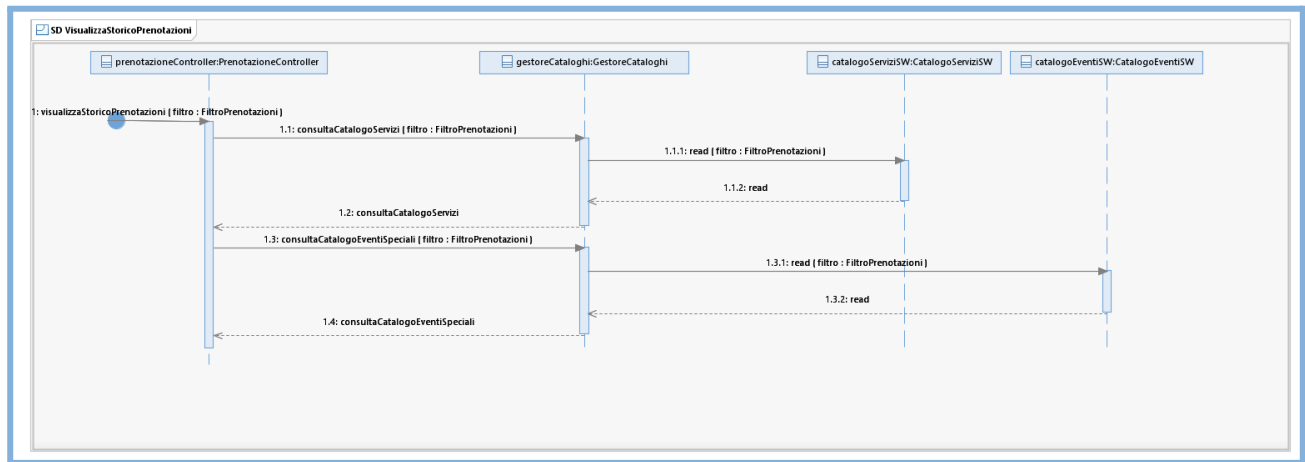 SD VisualizzaStoricoPrenotazioni
prenotazioneController:PrenotazioneController
gestoreCataloghi:GestoreCataloghi
catalogoServiziSW:CatalogoServiziSW
catalogoEventiSW:CatalogoEventiSW
1: visualizzaStoricoPrenotazioni ( filtro : FiltroPrenotazioni )
1.1: consultaCatalogoServizi ( filtro : FiltroPrenotazioni )
1.1.1: read ( filtro : FiltroPrenotazioni )
1.1.2: read
1.2: consultaCatalogoServizi
1.3: consultaCatalogoEventiSpeciali ( filtro : FiltroPrenotazioni )
1.3.1: read ( filtro : FiltroPrenotazioni )
1.3.2: read
1.4: consultaCatalogoEventiSpeciali